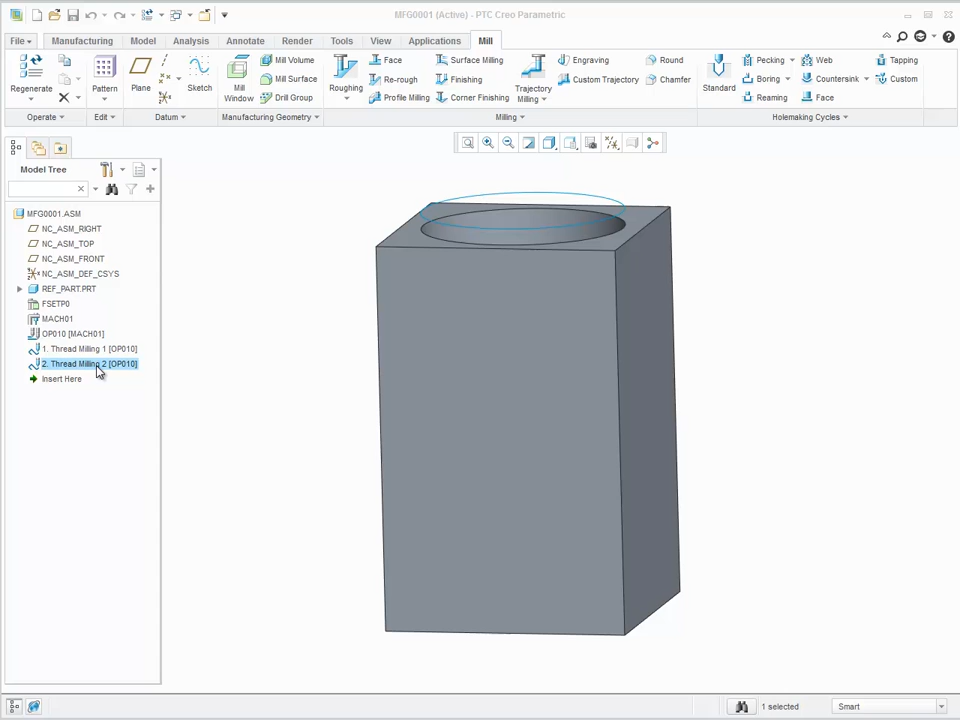 MFG0001 (Active) - PTC Creo Parametric
File Manufacturing Model Analysis Annotate Render Tools View Applications Mill
Regenerate
Pattern
Plane
Sketch
Mill Window
Mill Volume
Mill Surface
Drill Group
Roughing
Face
Re-rough
Profile Milling
Surface Milling
Finishing
Corner Finishing
Trajectory Milling
Engraving
Custom Trajectory
Round
Chamfer
Standard
Pecking
Boring
Reaming
Web
Countersink
Face
Tapping
Custom
Operate Edit Datum Manufacturing Geometry Milling Holemaking Cycles
Model Tree
MFG0001.ASM
NC_ASM_RIGHT
NC_ASM_TOP
NC_ASM_FRONT
NC_ASM_DEF_CSYS
REF_PART.PRT
FSETP0
MACH01
OP010 [MACH01]
1. Thread Milling 1 [OP010]
2. Thread Milling 2 [OP010]
Insert Here
1 selected
Smart